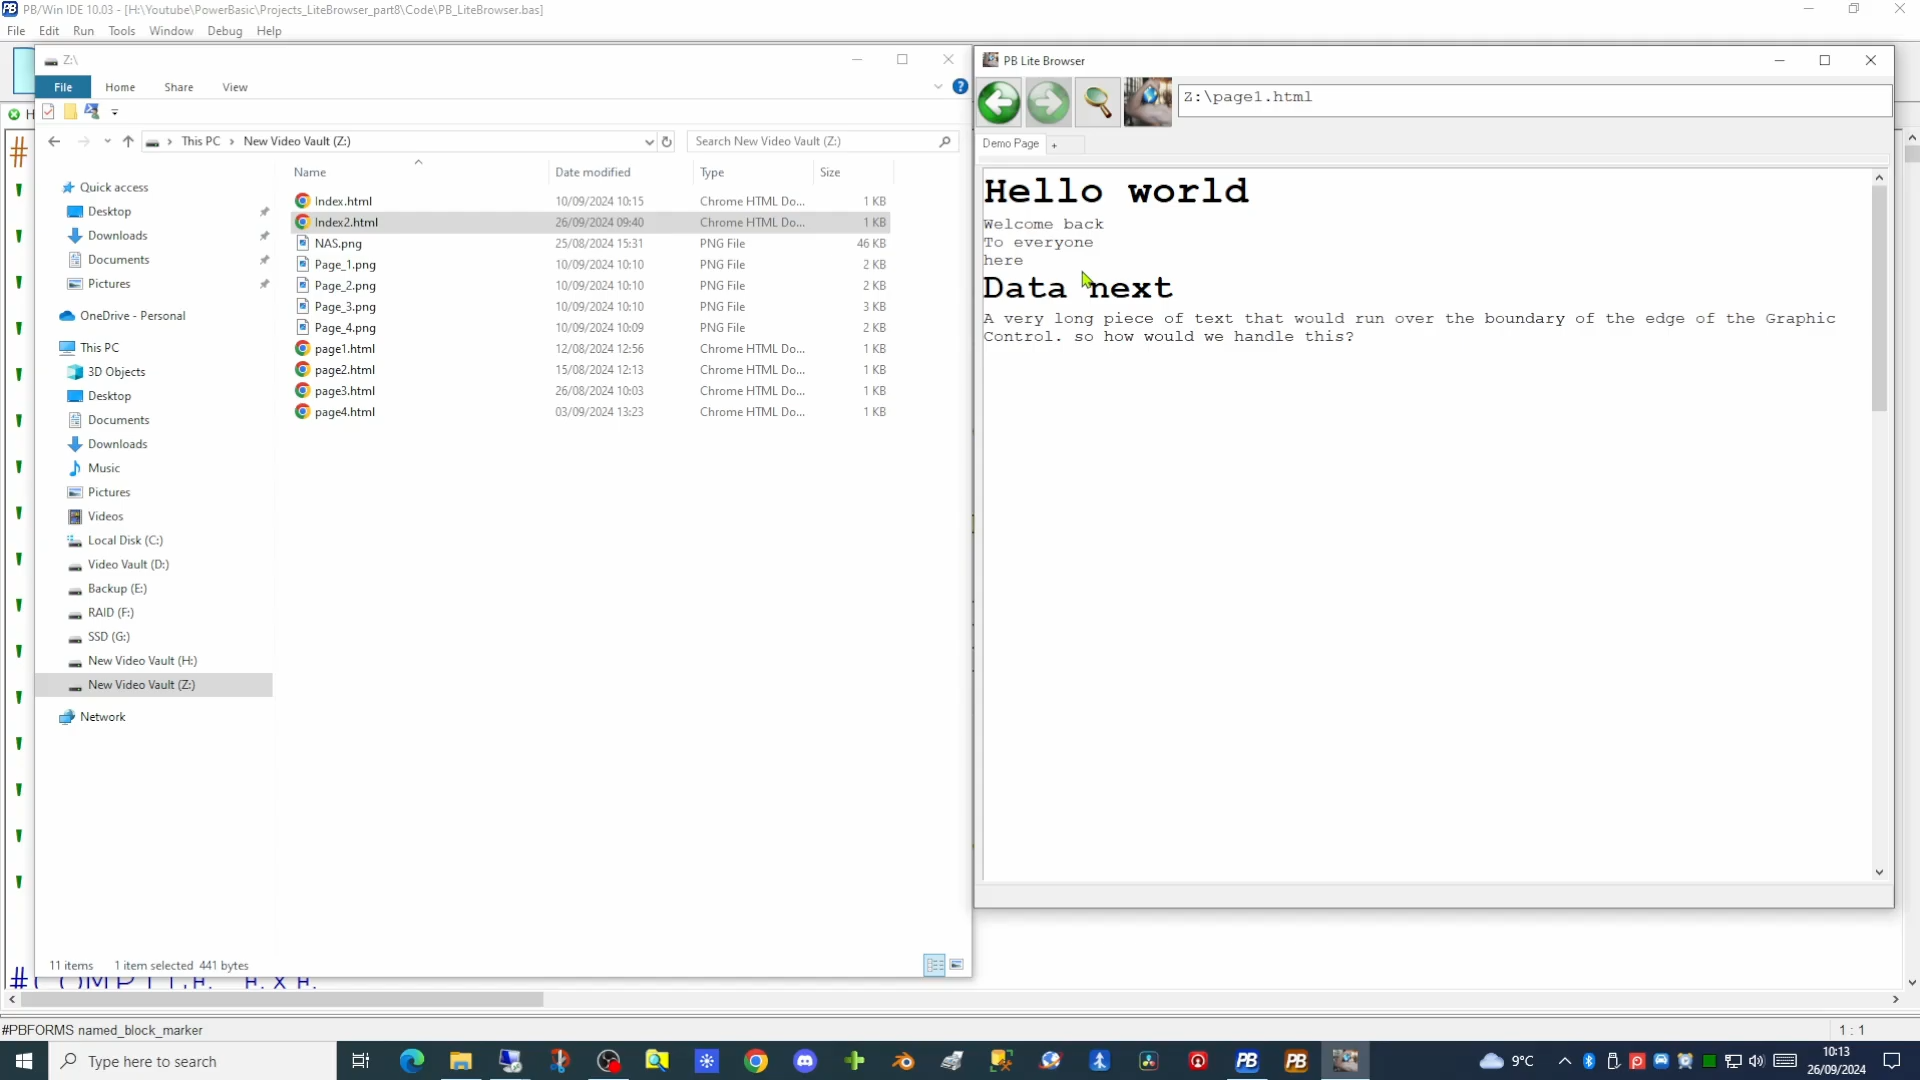 PB/Win IDE 10.03 - [H:\Youtube\PowerBasic\Projects_LiteBrowser_part8\Code\PB_LiteBrowser.bas]
File Edit Run Tools Window Debug Help
Z:\
File Home Share View
This PC > New Video Vault (Z:)
Search New Video Vault (Z:)
Name Date modified Type Size
Index.html 10/09/2024 10:15 Chrome HTML Do... 1 KB
Index2.html 26/09/2024 09:40 Chrome HTML Do... 1 KB
NAS.png 25/08/2024 15:31 PNG File 46 KB
Page_1.png 10/09/2024 10:10 PNG File 2 KB
Page_2.png 10/09/2024 10:10 PNG File 2 KB
Page_3.png 10/09/2024 10:10 PNG File 3 KB
Page_4.png 10/09/2024 10:09 PNG File 2 KB
page1.html 12/08/2024 12:56 Chrome HTML Do... 1 KB
page2.html 15/08/2024 12:13 Chrome HTML Do... 1 KB
page3.html 26/08/2024 10:03 Chrome HTML Do... 1 KB
page4.html 03/09/2024 13:23 Chrome HTML Do... 1 KB
Quick access
Desktop
Downloads
Documents
Pictures
OneDrive - Personal
This PC
3D Objects
Desktop
Documents
Downloads
Music
Pictures
Videos
Local Disk (C:)
Video Vault (D:)
Backup (E:)
RAID (F:)
SSD (G:)
New Video Vault (H:)
New Video Vault (Z:)
Network
11 items 1 item selected 441 bytes
PB Lite Browser
Z:\page1.html
Demo Page +
Hello world
Welcome back
To everyone
here
Data next
A very long piece of text that would run over the boundary of the edge of the Graphic
Control. so how would we handle this?
#COMPILE EXE
#PBFORMS named_block_marker
1 : 1
Type here to search
9°C
10:13
26/09/2024